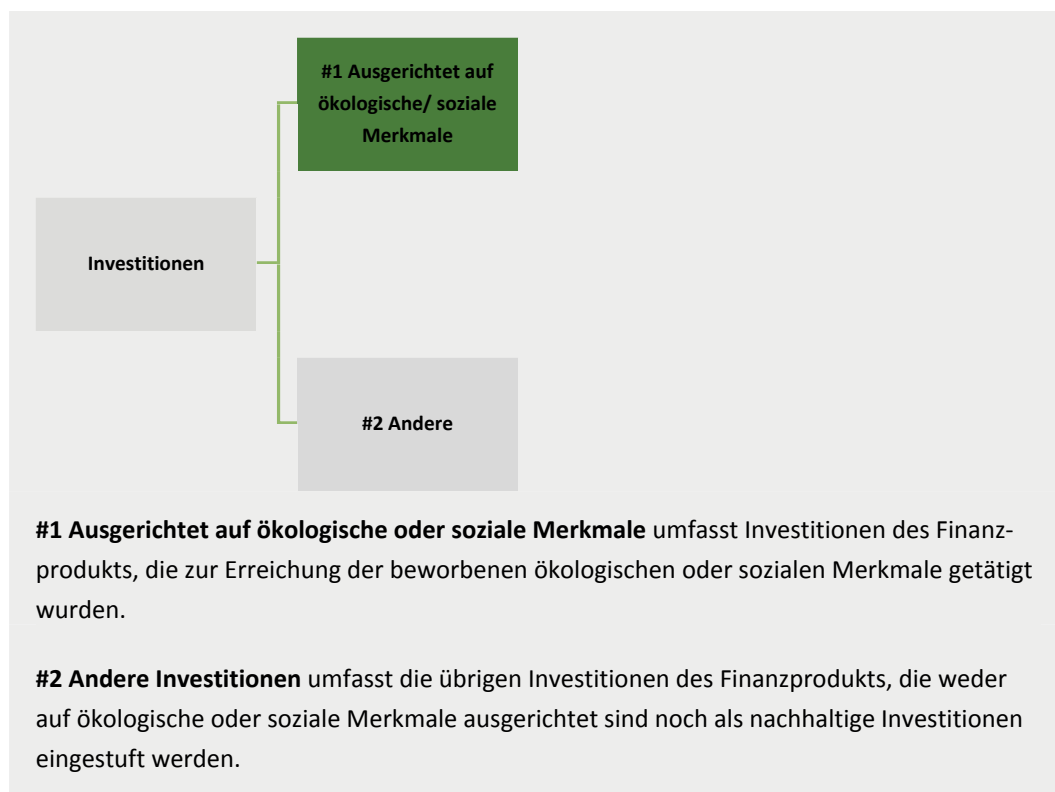 #1 Ausgerichtet auf
ökologische/ soziale
Merkmale
Investitionen
#2 Andere
#1 Ausgerichtet auf ökologische oder soziale Merkmale umfasst Investitionen des Finanz-
produkts, die zur Erreichung der beworbenen ökologischen oder sozialen Merkmale getätigt
wurden.
#2 Andere Investitionen umfasst die übrigen Investitionen des Finanzprodukts, die weder
auf ökologische oder soziale Merkmale ausgerichtet sind noch als nachhaltige Investitionen
eingestuft werden.